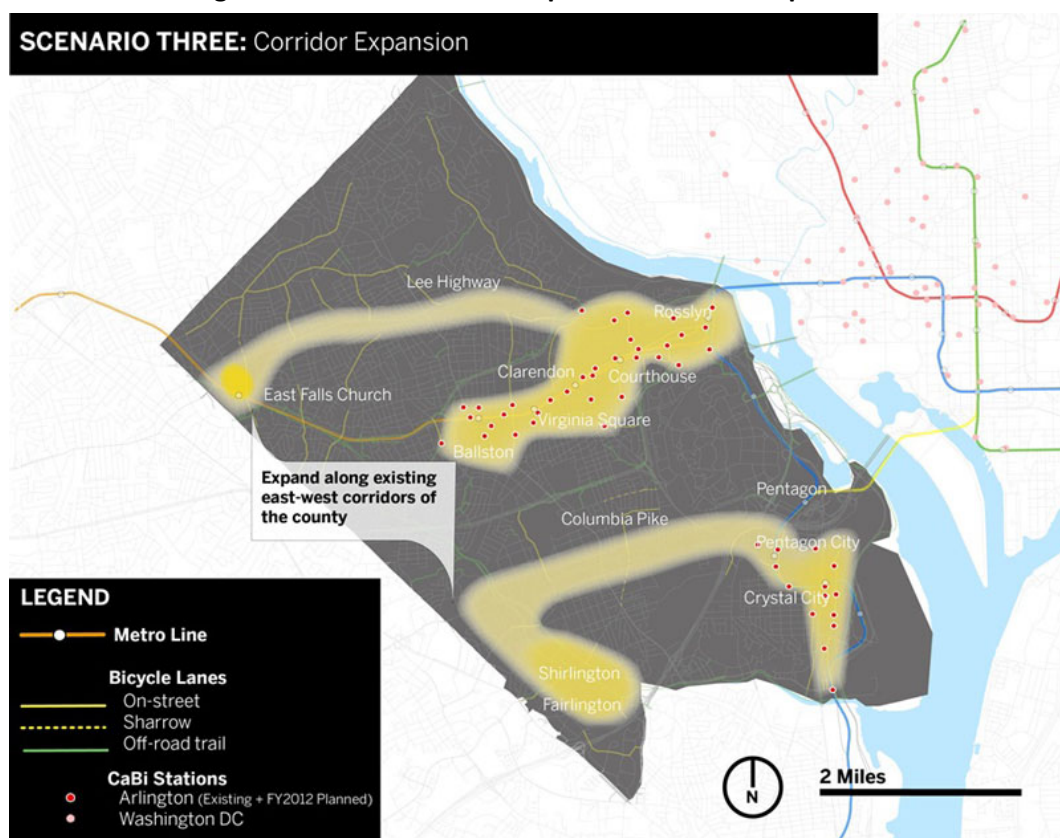 SCENARIO THREE: Corridor Expansion
Lee Highway
Rosslyn
Clarendon
Courthouse
East Falls Church
Virginia Square
Ballston
Expand along existing
east-west corridors of
the county
Pentagon
Columbia Pike
Pentagon City
Crystal City
Shirlington
Fairlington
LEGEND
Metro Line
Bicycle Lanes
On-street
Sharrow
Off-road trail
CaBi Stations
Arlington (Existing + FY2012 Planned)
Washington DC
N
2 Miles